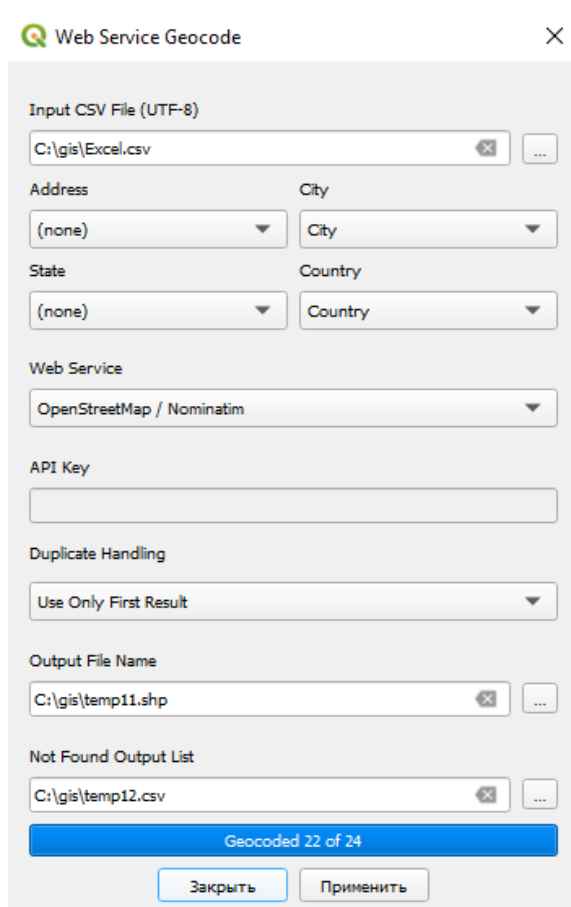 Web Service Geocode
Input CSV File (UTF-8)
C:\gis\Excel.csv
...
Address City
(none) City
State Country
(none) Country
Web Service
OpenStreetMap / Nominatim
API Key
Duplicate Handling
Use Only First Result
Output File Name
C:\gis\temp11.shp
...
Not Found Output List
C:\gis\temp12.csv
...
Geocoded 22 of 24
Закрыть Применить